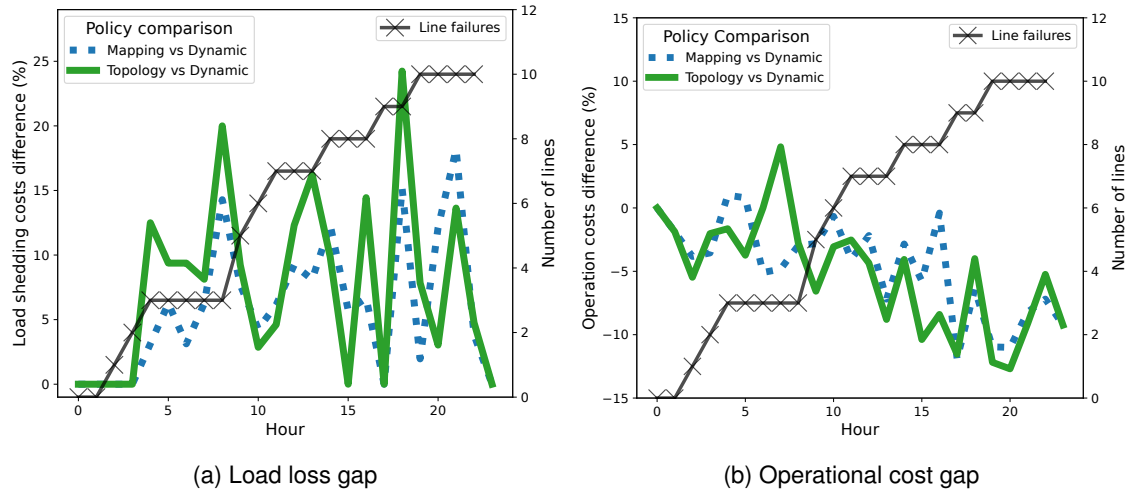 Policy comparison
Mapping vs Dynamic
Topology vs Dynamic
Line failures
Load shedding costs difference (%)
0
5
10
15
20
25
0
5
10
15
20
Hour
0
2
4
6
8
10
12
Number of lines
(a) Load loss gap
Policy Comparison
Mapping vs Dynamic
Topology vs Dynamic
Line failures
Operation costs difference (%)
−15
−10
−5
0
5
10
15
0
5
10
15
20
Hour
0
2
4
6
8
10
12
Number of lines
(b) Operational cost gap